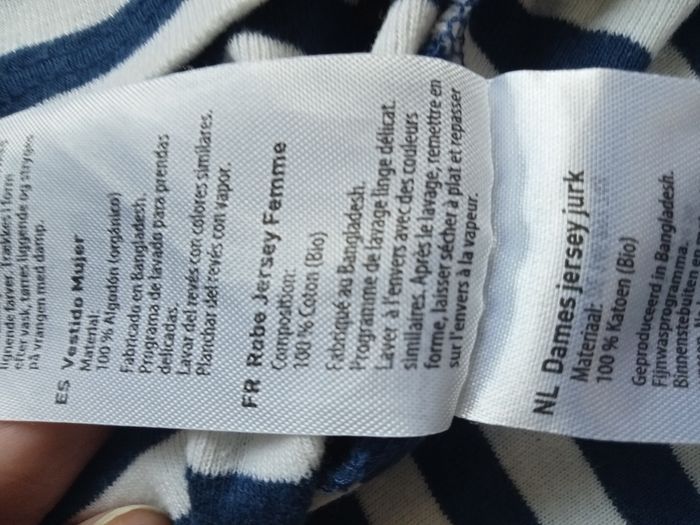 lignende farver. Trækkes i form
efter vask, tørres liggende og stryges
på vrangen med damp.
ES Vestido Mujer
Material:
100 % Algodón (orgánico)
Fabricado en Bangladesh.
Programa de lavado para prendas
delicadas.
Lavar del revés con colores similares.
Planchar del revés con vapor.
FR Robe Jersey Femme
Composition:
100 % Coton (Bio)
Fabriqué au Bangladesh.
Programme de lavage linge délicat.
Laver à l'envers avec des couleurs
similaires. Après le lavage, remettre en
forme, laisser sécher à plat et repasser
sur l'envers à la vapeur.
NL Dames jersey jurk
Materiaal:
100 % Katoen (Bio)
Geproduceerd in Bangladesh.
Fijnwasprogramma.
Binnenstebuiten en